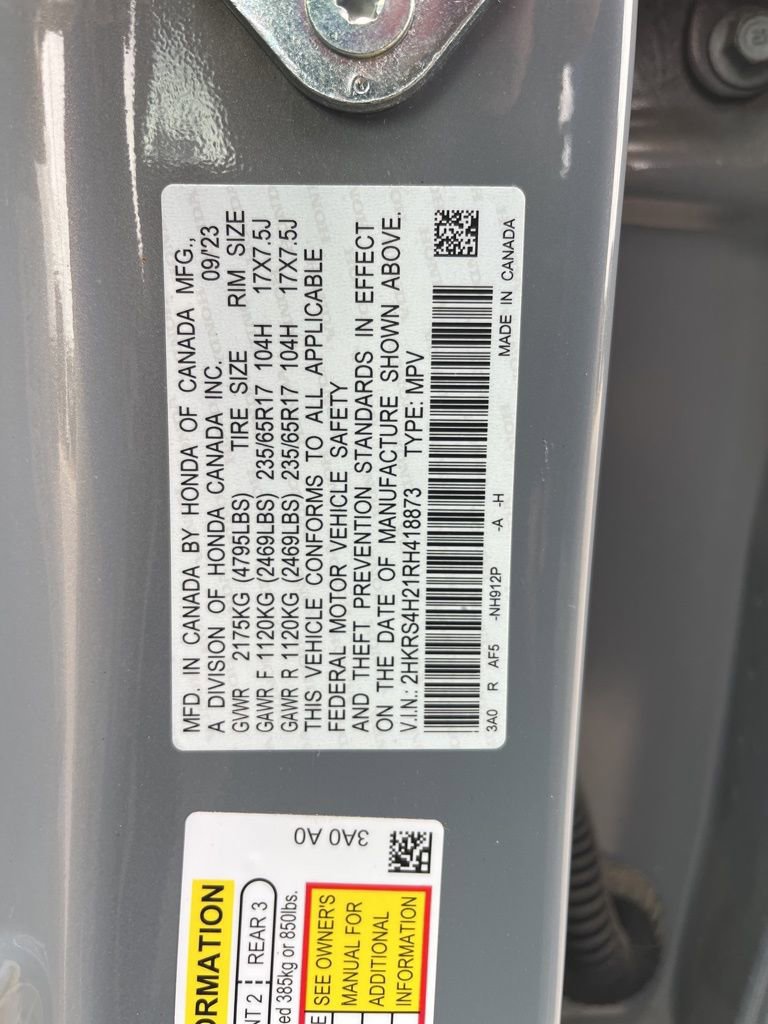 MFD. IN CANADA BY HONDA OF CANADA MFG.,
A DIVISION OF HONDA CANADA INC. 09/'23
GVWR 2175KG (4795LBS) TIRE SIZE RIM SIZE
GAWR F 1120KG (2469LBS) 235/65R17 104H 17X7.5J
GAWR R 1120KG (2469LBS) 235/65R17 104H 17X7.5J
THIS VEHICLE CONFORMS TO ALL APPLICABLE
FEDERAL MOTOR VEHICLE SAFETY
AND THEFT PREVENTION STANDARDS IN EFFECT
ON THE DATE OF MANUFACTURE SHOWN ABOVE.
V.I.N.: 2HKRS4H21RH418873 TYPE: MPV
3A0 R AF5 -NH912P -A -H
MADE IN CANADA
3A0 A0
REAR 3
ed 385kg or 850lbs.
SEE OWNER'S
MANUAL FOR
ADDITIONAL
INFORMATION